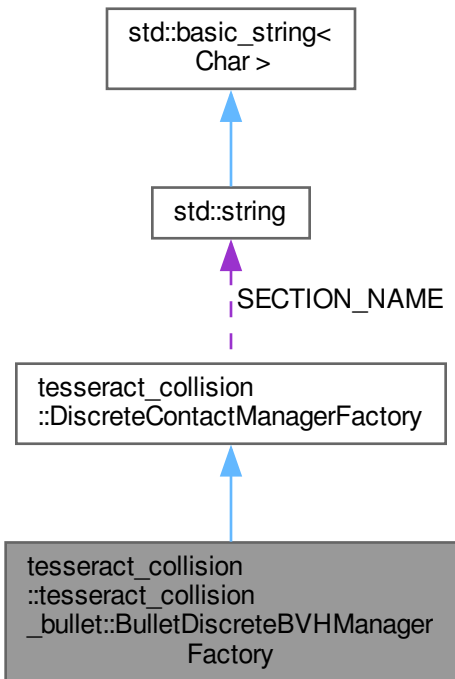 std::basic_string<
Char >
std::string
SECTION_NAME
tesseract_collision
::DiscreteContactManagerFactory
tesseract_collision
::tesseract_collision
_bullet::BulletDiscreteBVHManager
Factory